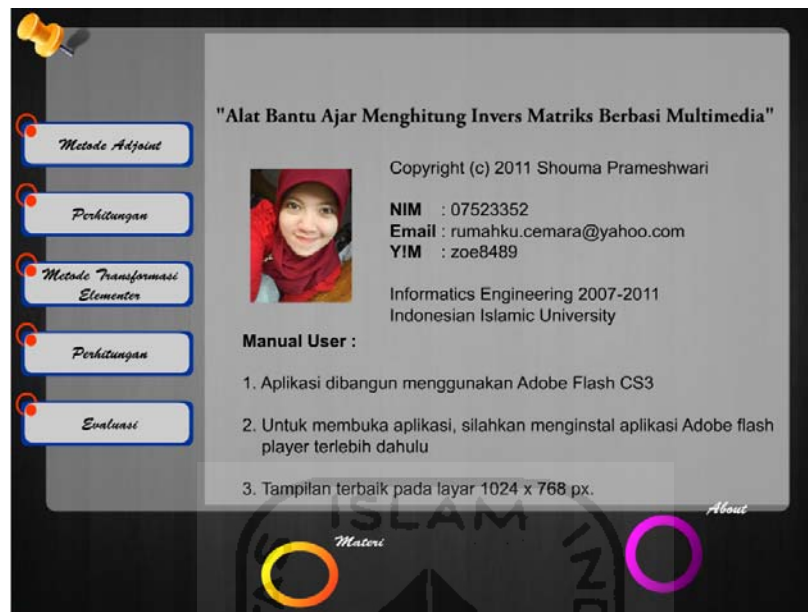 "Alat Bantu Ajar Menghitung Invers Matriks Berbasi Multimedia"
Metode Adjoint
Perhitungan
Metode Transformasi
Elementer
Perhitungan
Evaluasi
Copyright (c) 2011 Shouma Prameshwari
NIM : 07523352
Email : rumahku.cemara@yahoo.com
Y!M : zoe8489
Informatics Engineering 2007-2011
Indonesian Islamic University
Manual User :
1. Aplikasi dibangun menggunakan Adobe Flash CS3
2. Untuk membuka aplikasi, silahkan menginstal aplikasi Adobe flash
player terlebih dahulu
3. Tampilan terbaik pada layar 1024 x 768 px.
About
Materi
ISLAM